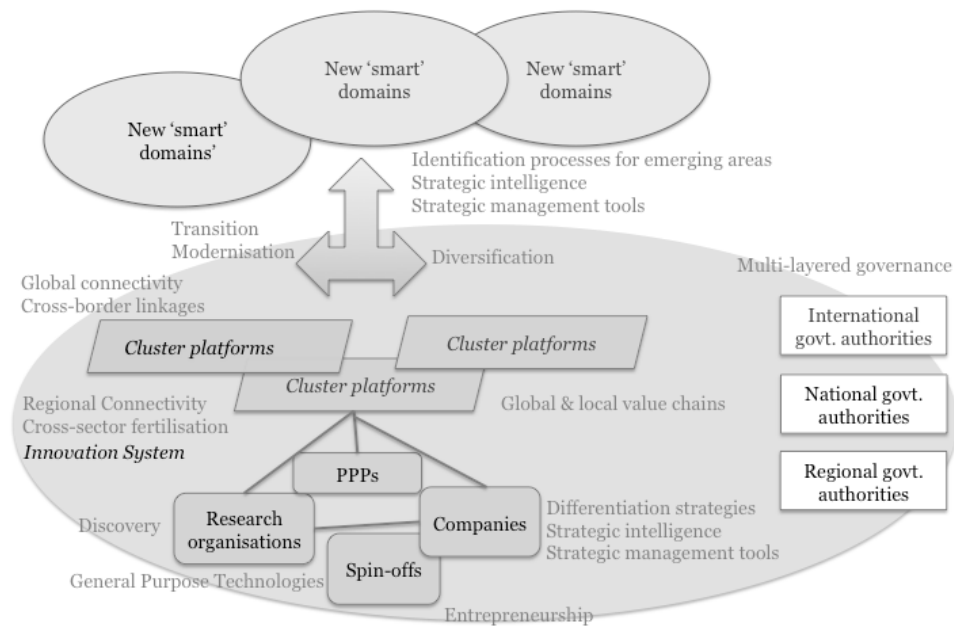 New ‘smart’
domains
New ‘smart’
domains
New ‘smart’
domains’
Identification processes for emerging areas
Strategic intelligence
Strategic management tools
Transition
Modernisation
Diversification
Multi-layered governance
Global connectivity
Cross-border linkages
International
govt. authorities
Cluster platforms
Cluster platforms
Cluster platforms
National govt.
authorities
Regional Connectivity
Cross-sector fertilisation
Innovation System
Global & local value chains
PPPs
Regional govt.
authorities
Research
organisations
Companies
Discovery
Differentiation strategies
Strategic intelligence
Strategic management tools
General Purpose Technologies
Spin-offs
Entrepreneurship